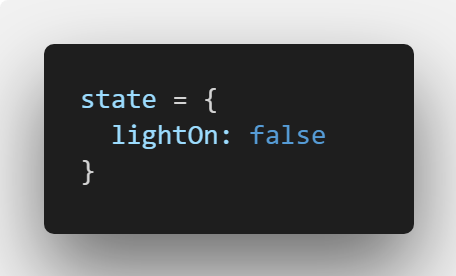 state = {
  lightOn: false
}